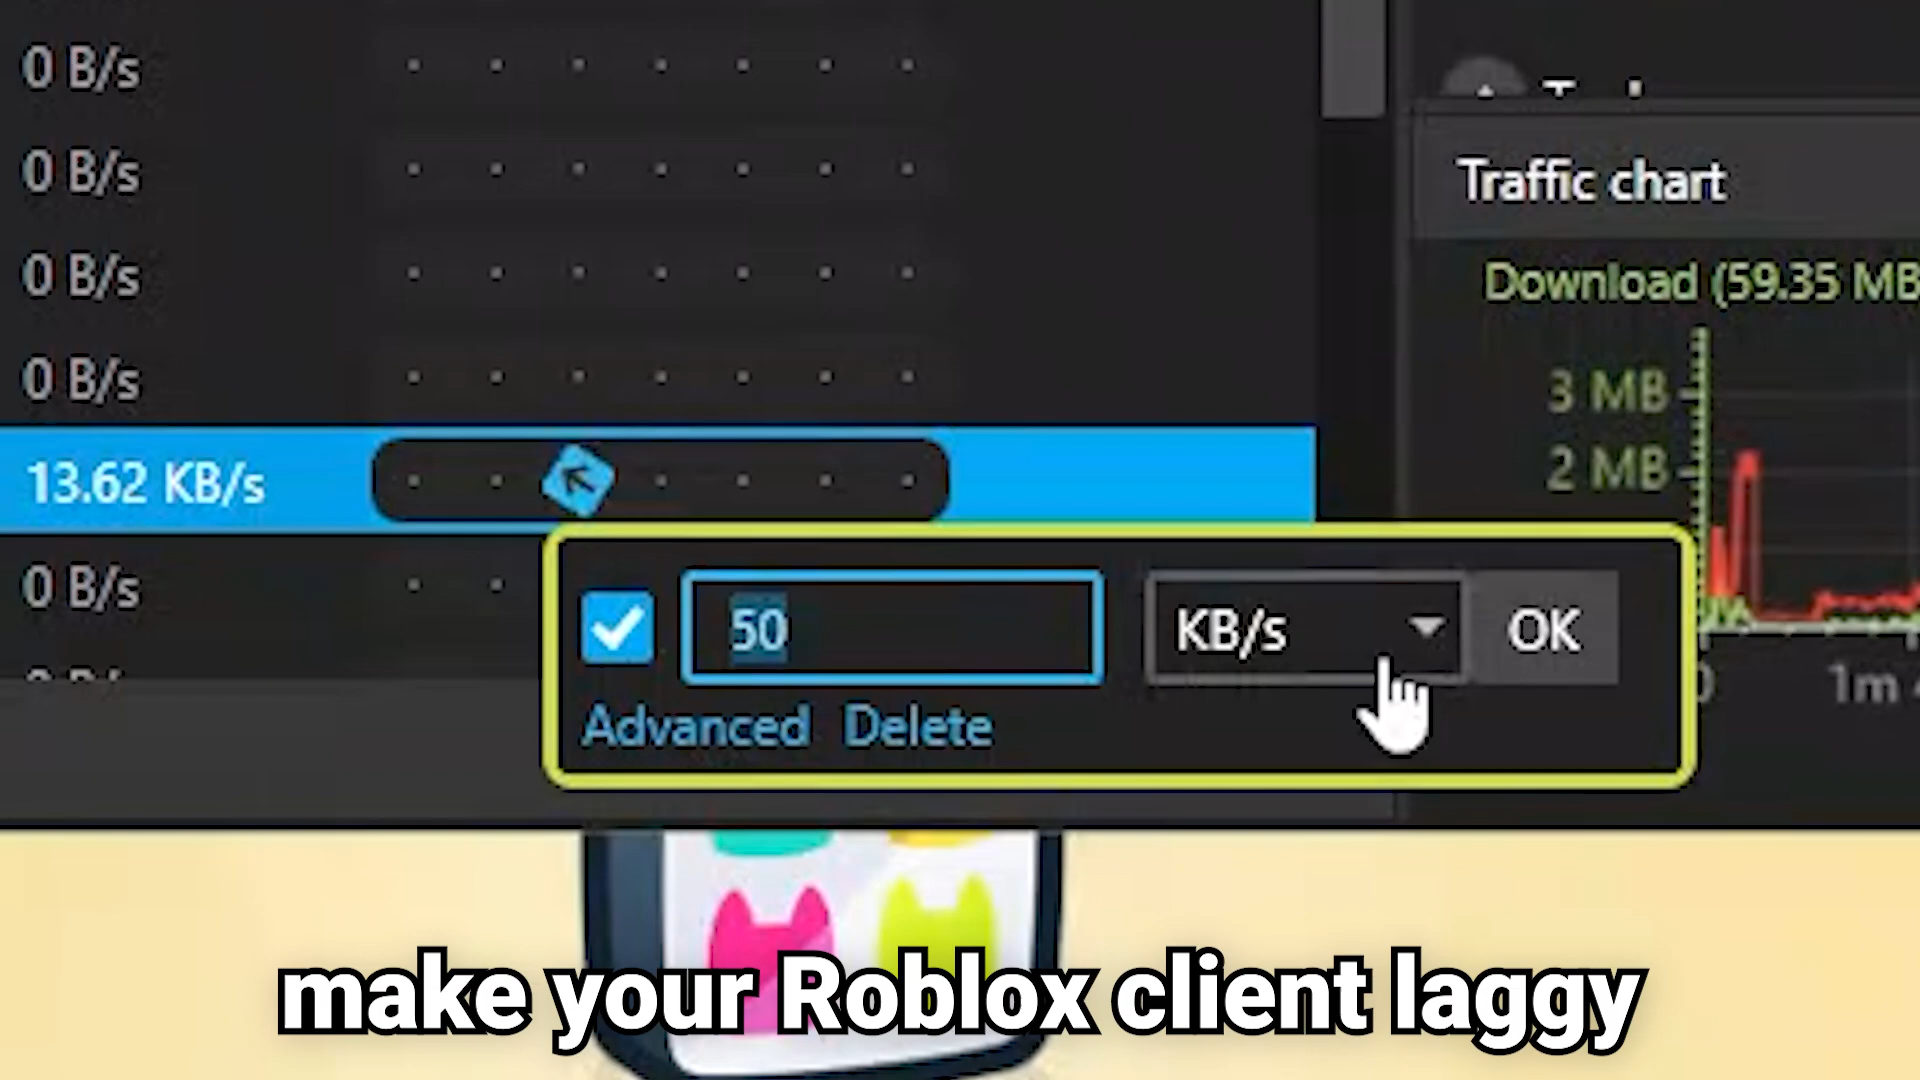 0 B/s
0 B/s
Traffic chart
0 B/s
Download (59.35 MB
0 B/s
3 MB
2 MB
13.62 KB/s
0 B/s
50
KB/s
OK
1m
Advanced Delete
make your Roblox client laggy